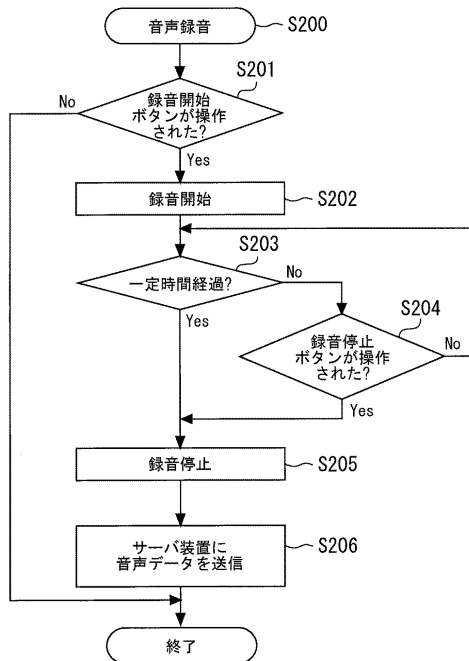 音声録音
S200
S201
録音開始
ボタンが操作
された?
No
Yes
録音開始
S202
S203
一定時間経過?
No
Yes
S204
録音停止
ボタンが操作
された?
No
Yes
録音停止
S205
サーバ装置に
音声データを送信
S206
終了